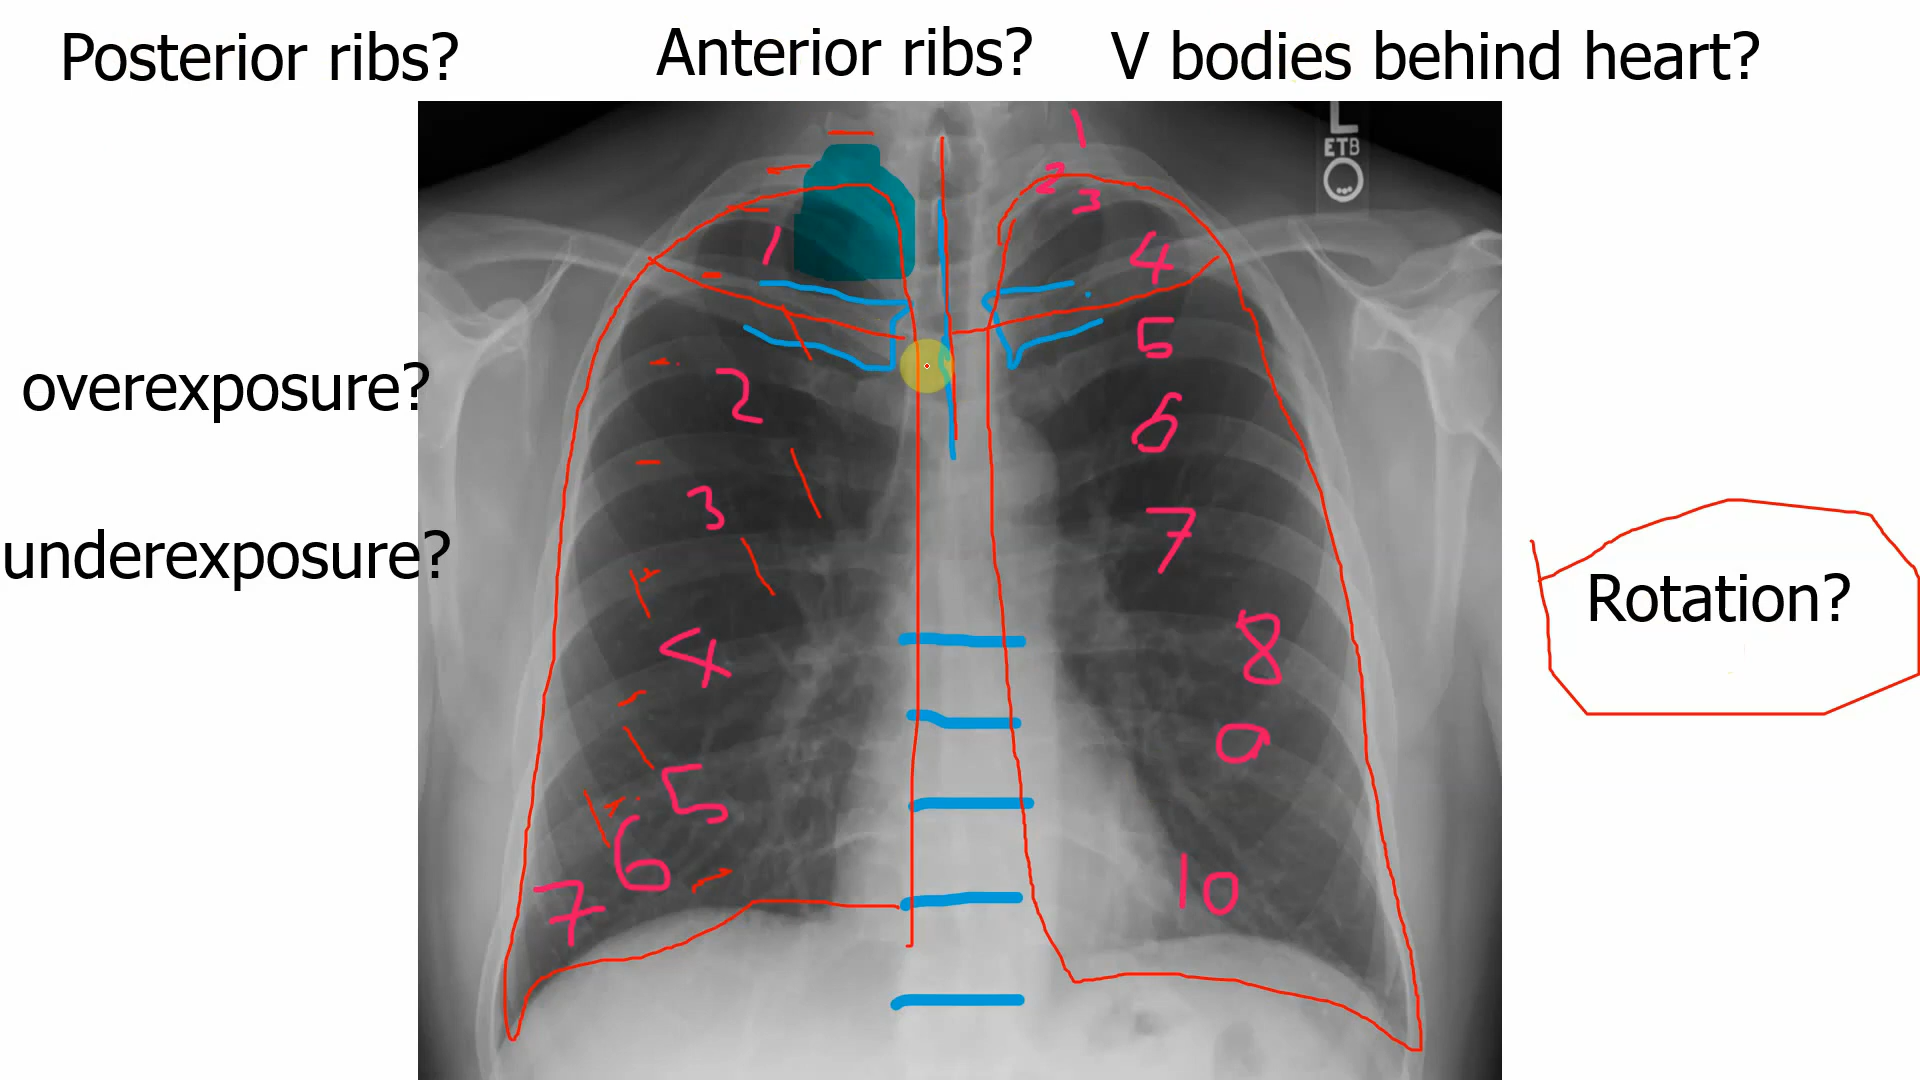 Posterior ribs?
Anterior ribs?
V bodies behind heart?
L
ETB
1
2
3
4
5
6
7
8
9
10
1
2
3
4
5
6
7
overexposure?
underexposure?
Rotation?